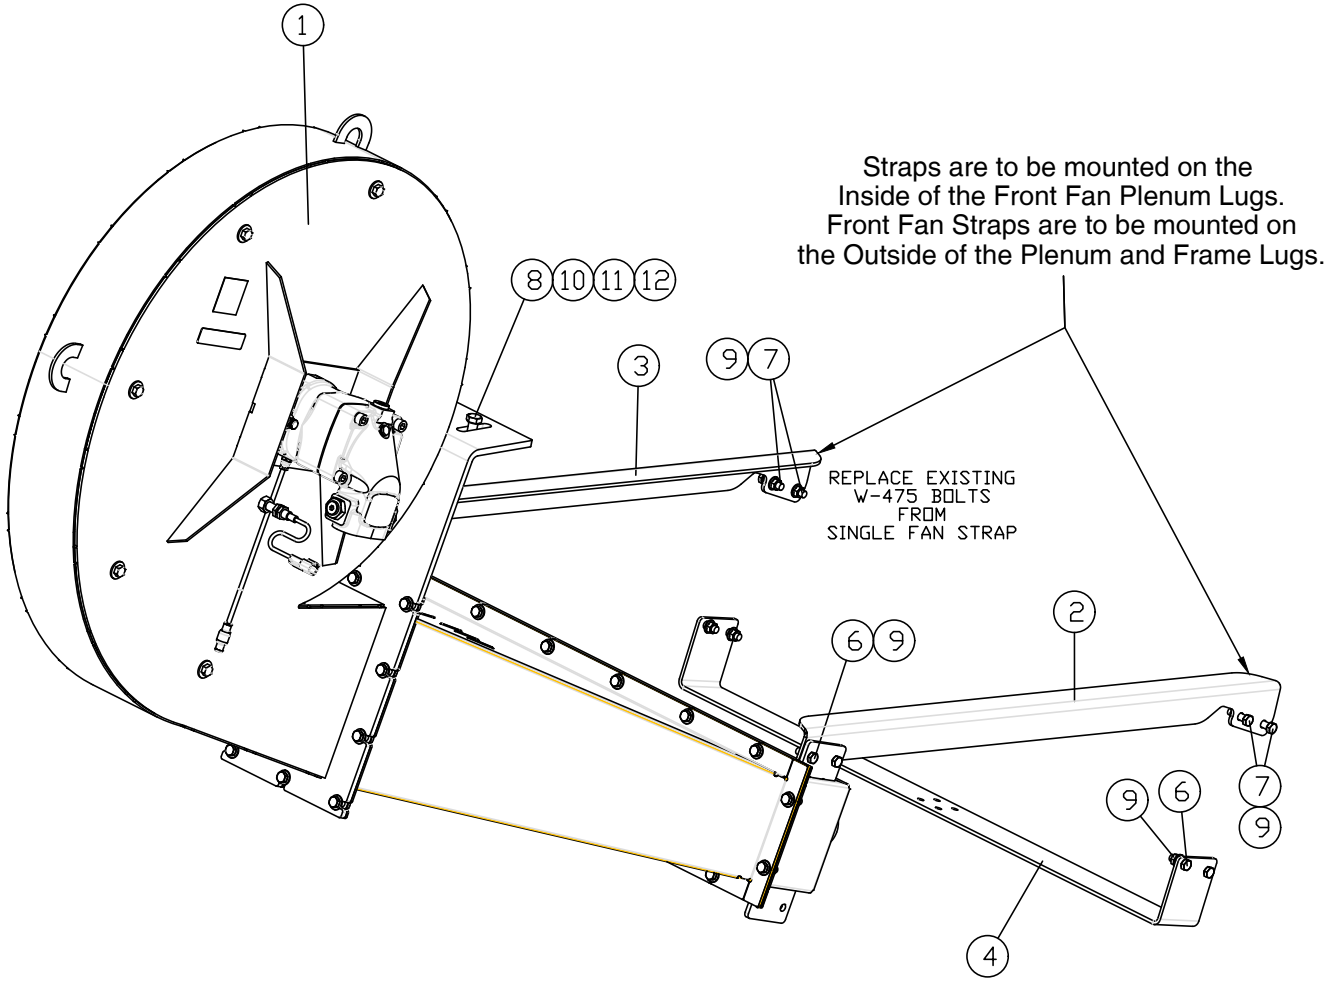 1
Straps are to be mounted on the
Inside of the Front Fan Plenum Lugs.
Front Fan Straps are to be mounted on
the Outside of the Plenum and Frame Lugs.
8 10 11 12
3
9 7
REPLACE EXISTING
W-475 BOLTS
FROM
SINGLE FAN STRAP
2
6 9
7
9
9 6
4